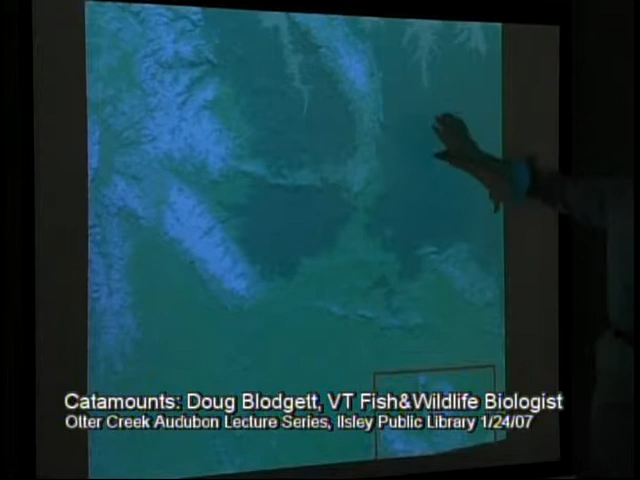 Catamounts: Doug Blodgett, VT Fish&Wildlife Biologist
Otter Creek Audubon Lecture Series, Ilsley Public Library 1/24/07